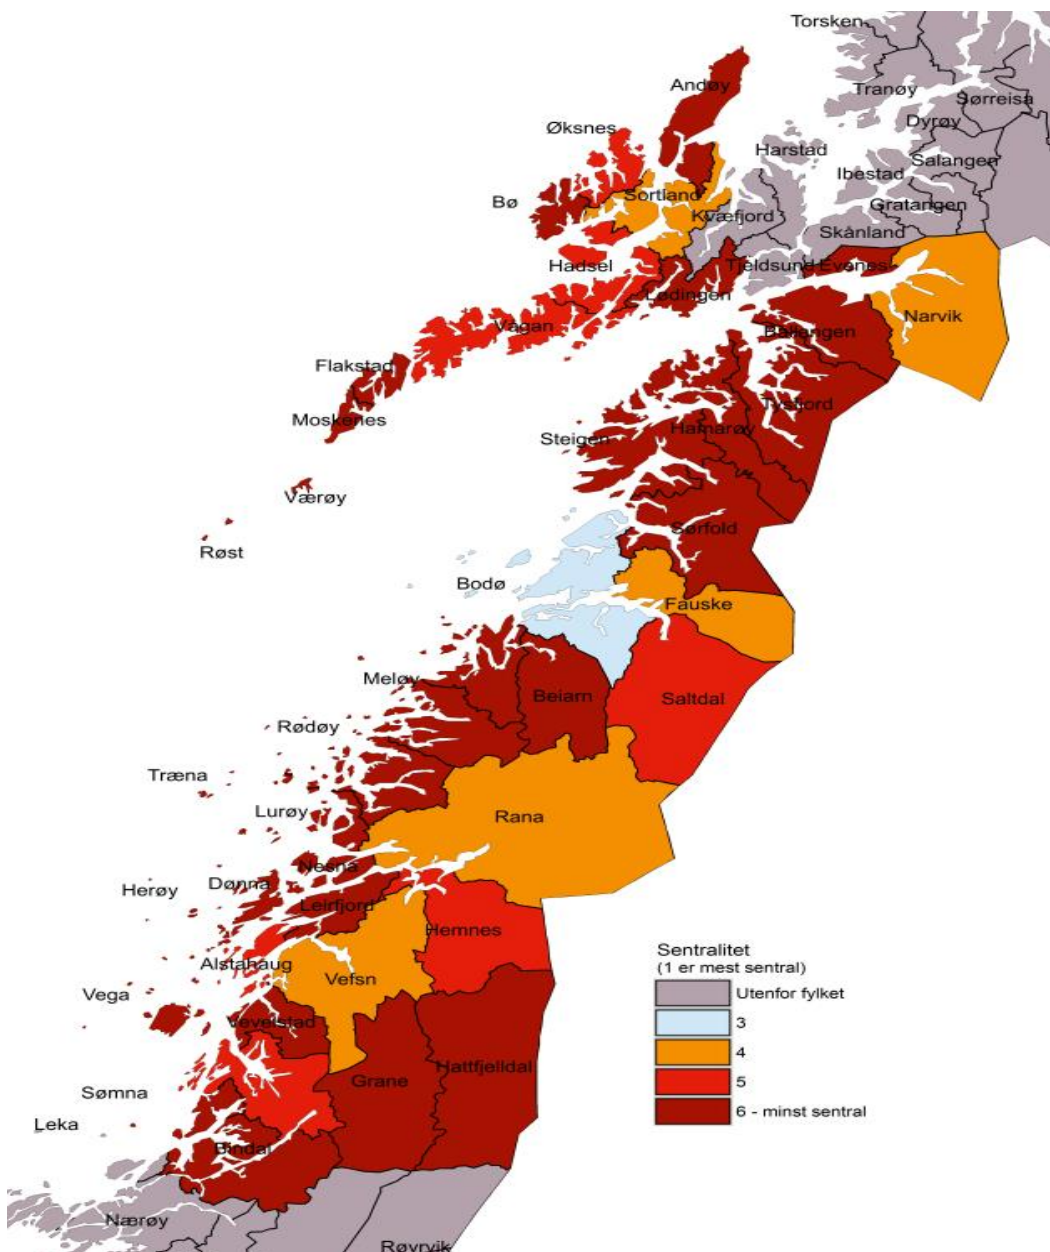 Torsken
Andøy
Tranøy
Sørreisa
Dyrøy
Øksnes
Harstad
Salangen
Ibestad
Sortland
Bø
Gratangen
Kvæfjord
Skånland
Hadsel
Tjeldsund
Evenes
Lødingen
Narvik
Vågan
Ballangen
Flakstad
Tysfjord
Moskenes
Hamarøy
Steigen
Værøy
Sørfold
Røst
Bodø
Fauske
Meløy
Beiarn
Saltdal
Rødøy
Træna
Lurøy
Rana
Nesna
Dønna
Herøy
Leirfjord
Hemnes
Alstahaug
Vefsn
Vega
Vevelstad
Hattfjelldal
Grane
Sømna
Leka
Bindal
Nærøy
Røyrvik
Sentralitet
(1 er mest sentral)
Utenfor fylket
3
4
5
6 - minst sentral